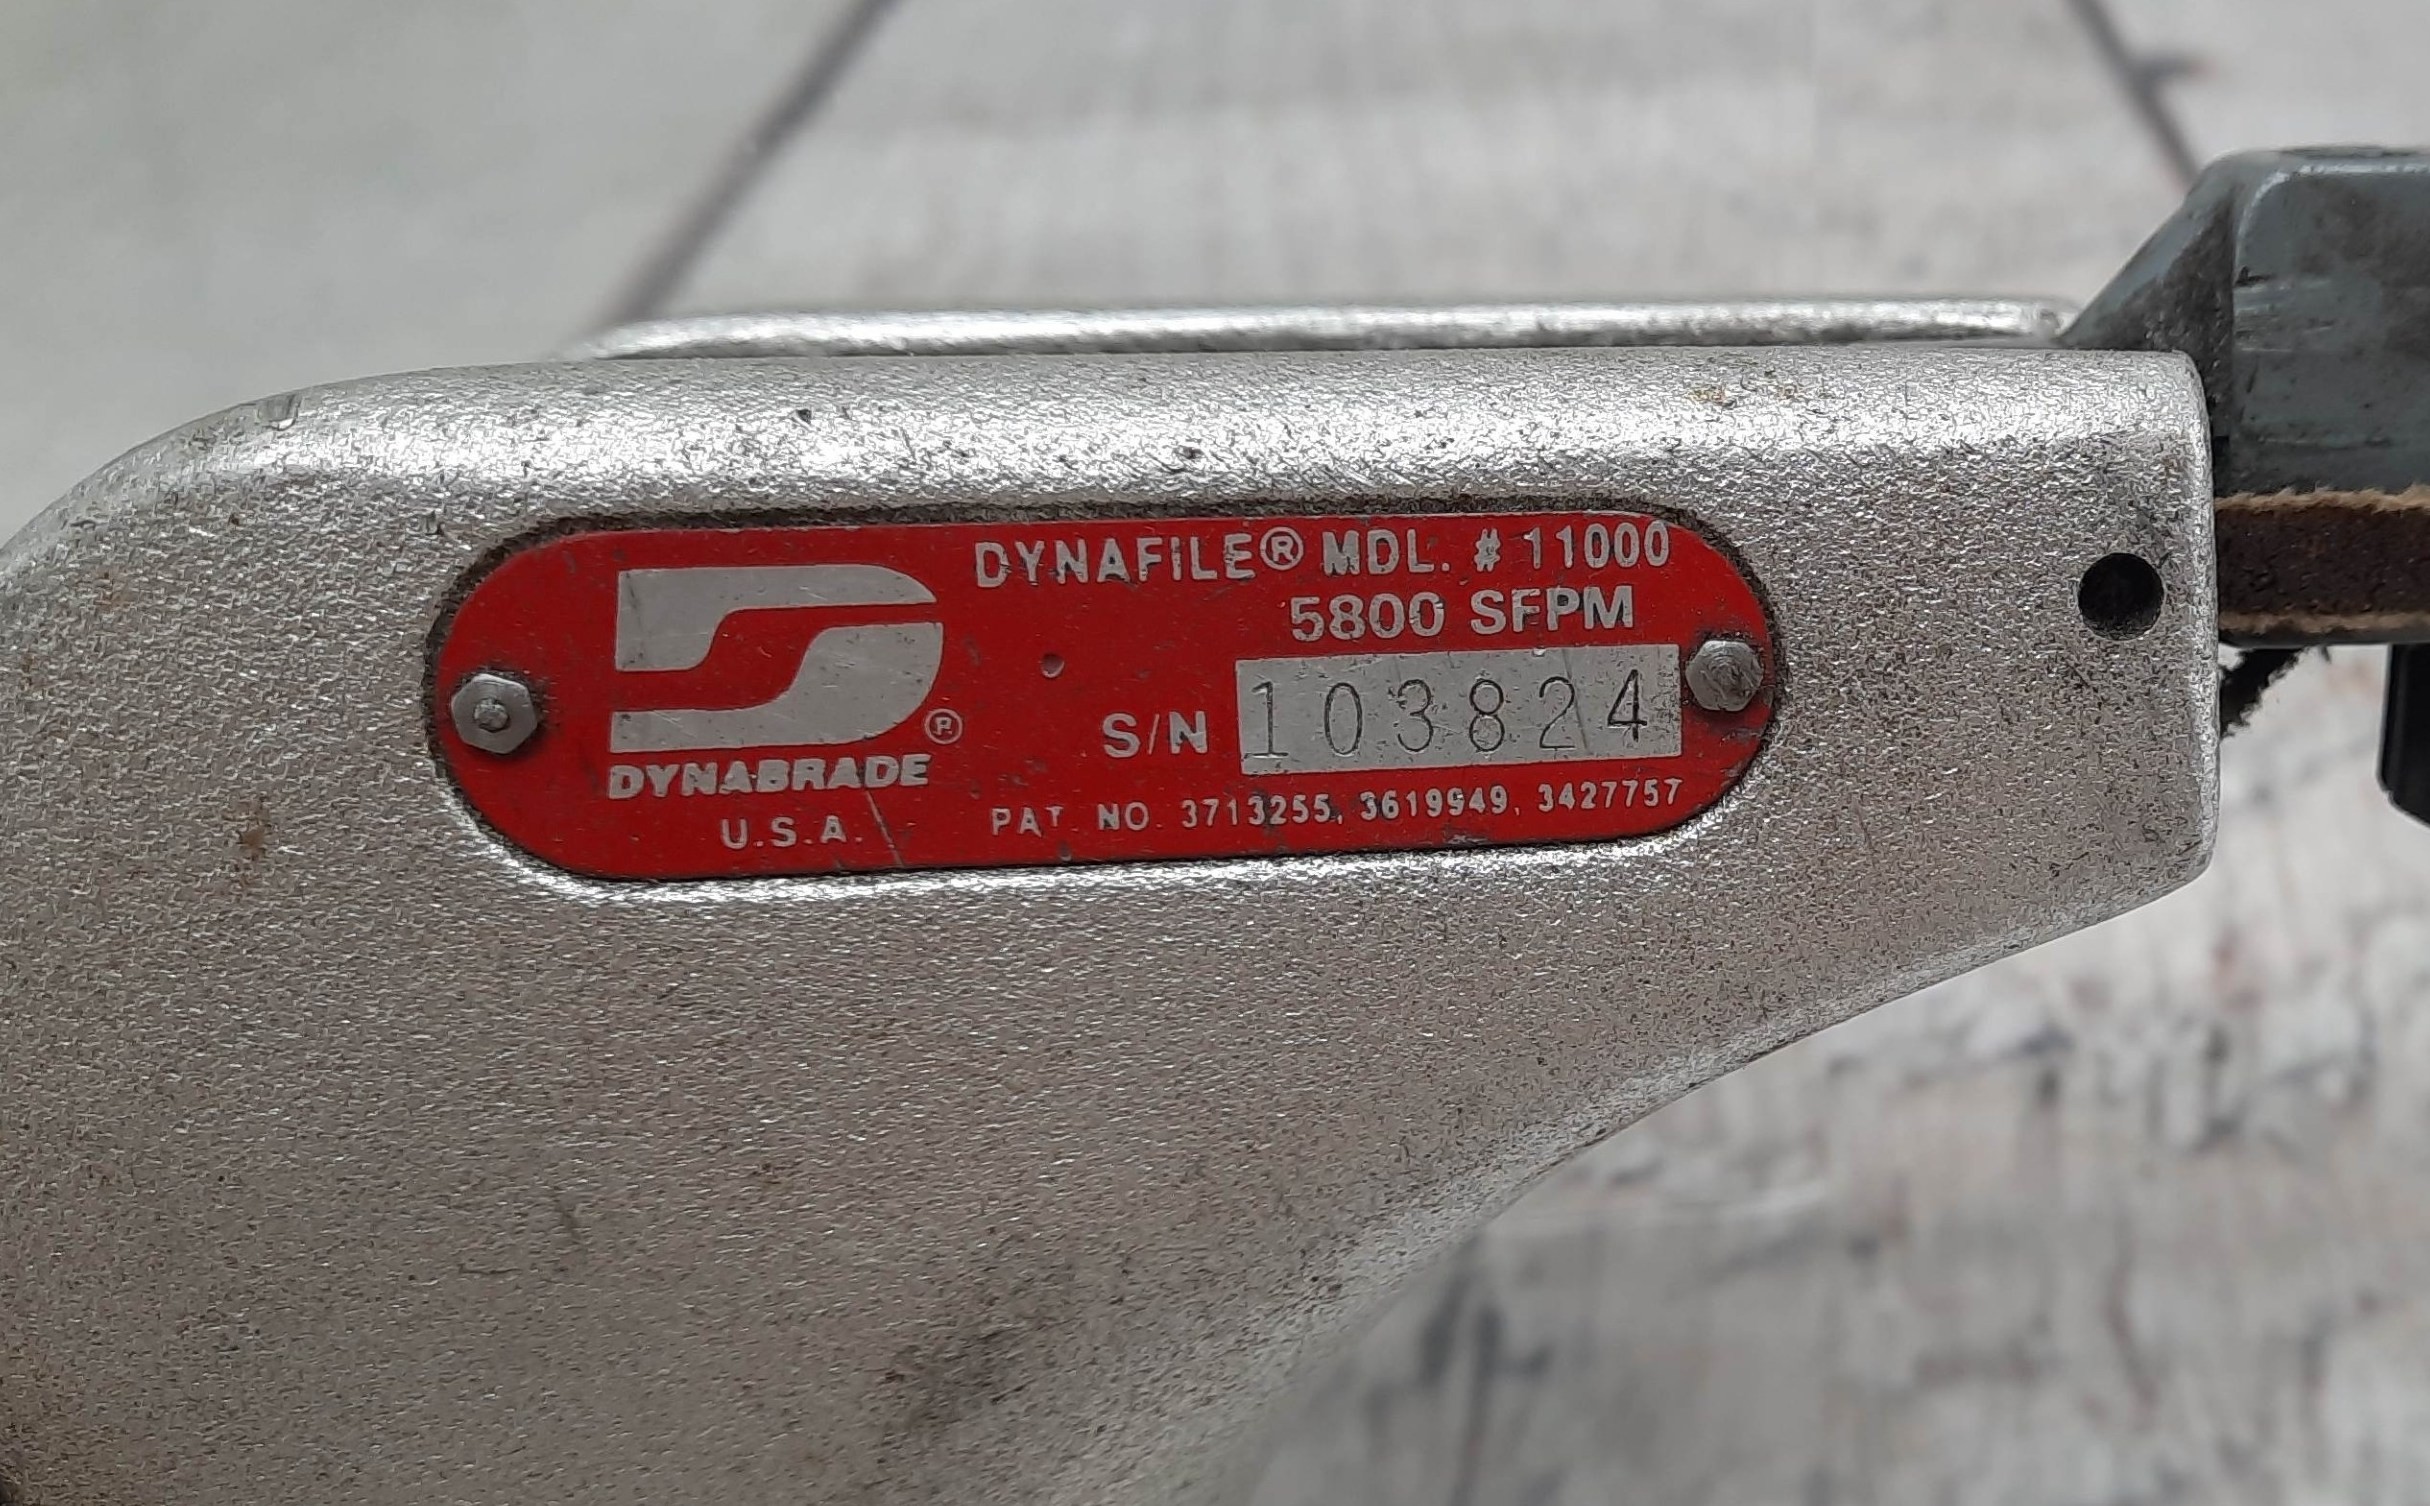 DYNAFILE® MDL. # 11000
5800 SFPM
S/N 103824
®
DYNABRADE
U.S.A.
PAT. NO. 3713255, 3619949, 3427757